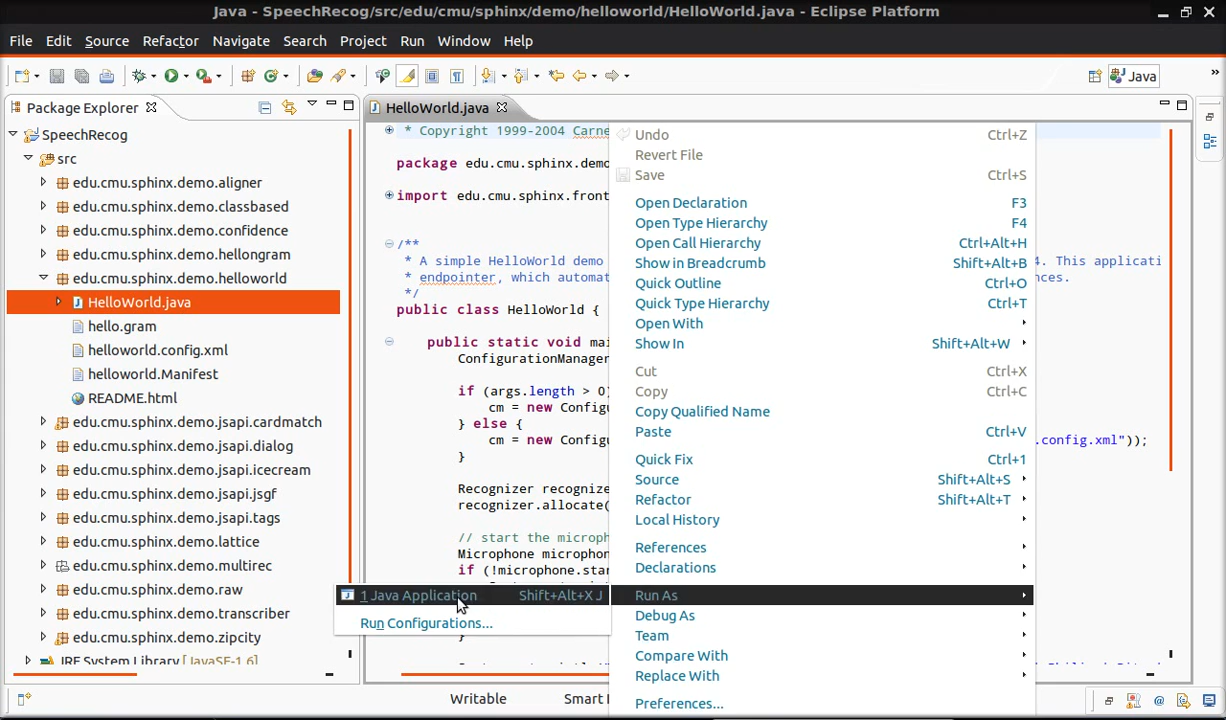 Java - SpeechRecog/src/edu/cmu/sphinx/demo/helloworld/HelloWorld.java - Eclipse Platform
File Edit Source Refactor Navigate Search Project Run Window Help
Java
»
Package Explorer
SpeechRecog
src
edu.cmu.sphinx.demo.aligner
edu.cmu.sphinx.demo.classbased
edu.cmu.sphinx.demo.confidence
edu.cmu.sphinx.demo.hellongram
edu.cmu.sphinx.demo.helloworld
HelloWorld.java
hello.gram
helloworld.config.xml
helloworld.Manifest
README.html
edu.cmu.sphinx.demo.jsapi.cardmatch
edu.cmu.sphinx.demo.jsapi.dialog
edu.cmu.sphinx.demo.jsapi.icecream
edu.cmu.sphinx.demo.jsapi.jsgf
edu.cmu.sphinx.demo.jsapi.tags
edu.cmu.sphinx.demo.lattice
edu.cmu.sphinx.demo.multirec
edu.cmu.sphinx.demo.raw
edu.cmu.sphinx.demo.transcriber
edu.cmu.sphinx.demo.zipcity
JRE System Library [JavaSE-1.6]
HelloWorld.java
* Copyright 1999-2004 Carne
package edu.cmu.sphinx.demo
import edu.cmu.sphinx.front
/**
* A simple HelloWorld demo
4. This applicati
* endpointer, which automat
nces.
*/
public class HelloWorld {
public static void mai
ConfigurationManager
if (args.length > 0)
cm = new Configu
} else {
cm = new Configu
.config.xml"));
}
Recognizer recognize
recognizer.allocate(
// start the microph
Microphone microphon
if (!microphone.star
}
Undo Ctrl+Z
Revert File
Save Ctrl+S
Open Declaration F3
Open Type Hierarchy F4
Open Call Hierarchy Ctrl+Alt+H
Show in Breadcrumb Shift+Alt+B
Quick Outline Ctrl+O
Quick Type Hierarchy Ctrl+T
Open With
Show In Shift+Alt+W
Cut Ctrl+X
Copy Ctrl+C
Copy Qualified Name
Paste Ctrl+V
Quick Fix Ctrl+1
Source Shift+Alt+S
Refactor Shift+Alt+T
Local History
References
Declarations
Run As
Debug As
Team
Compare With
Replace With
Preferences...
1 Java Application Shift+Alt+X J
Run Configurations...
Writable Smart I